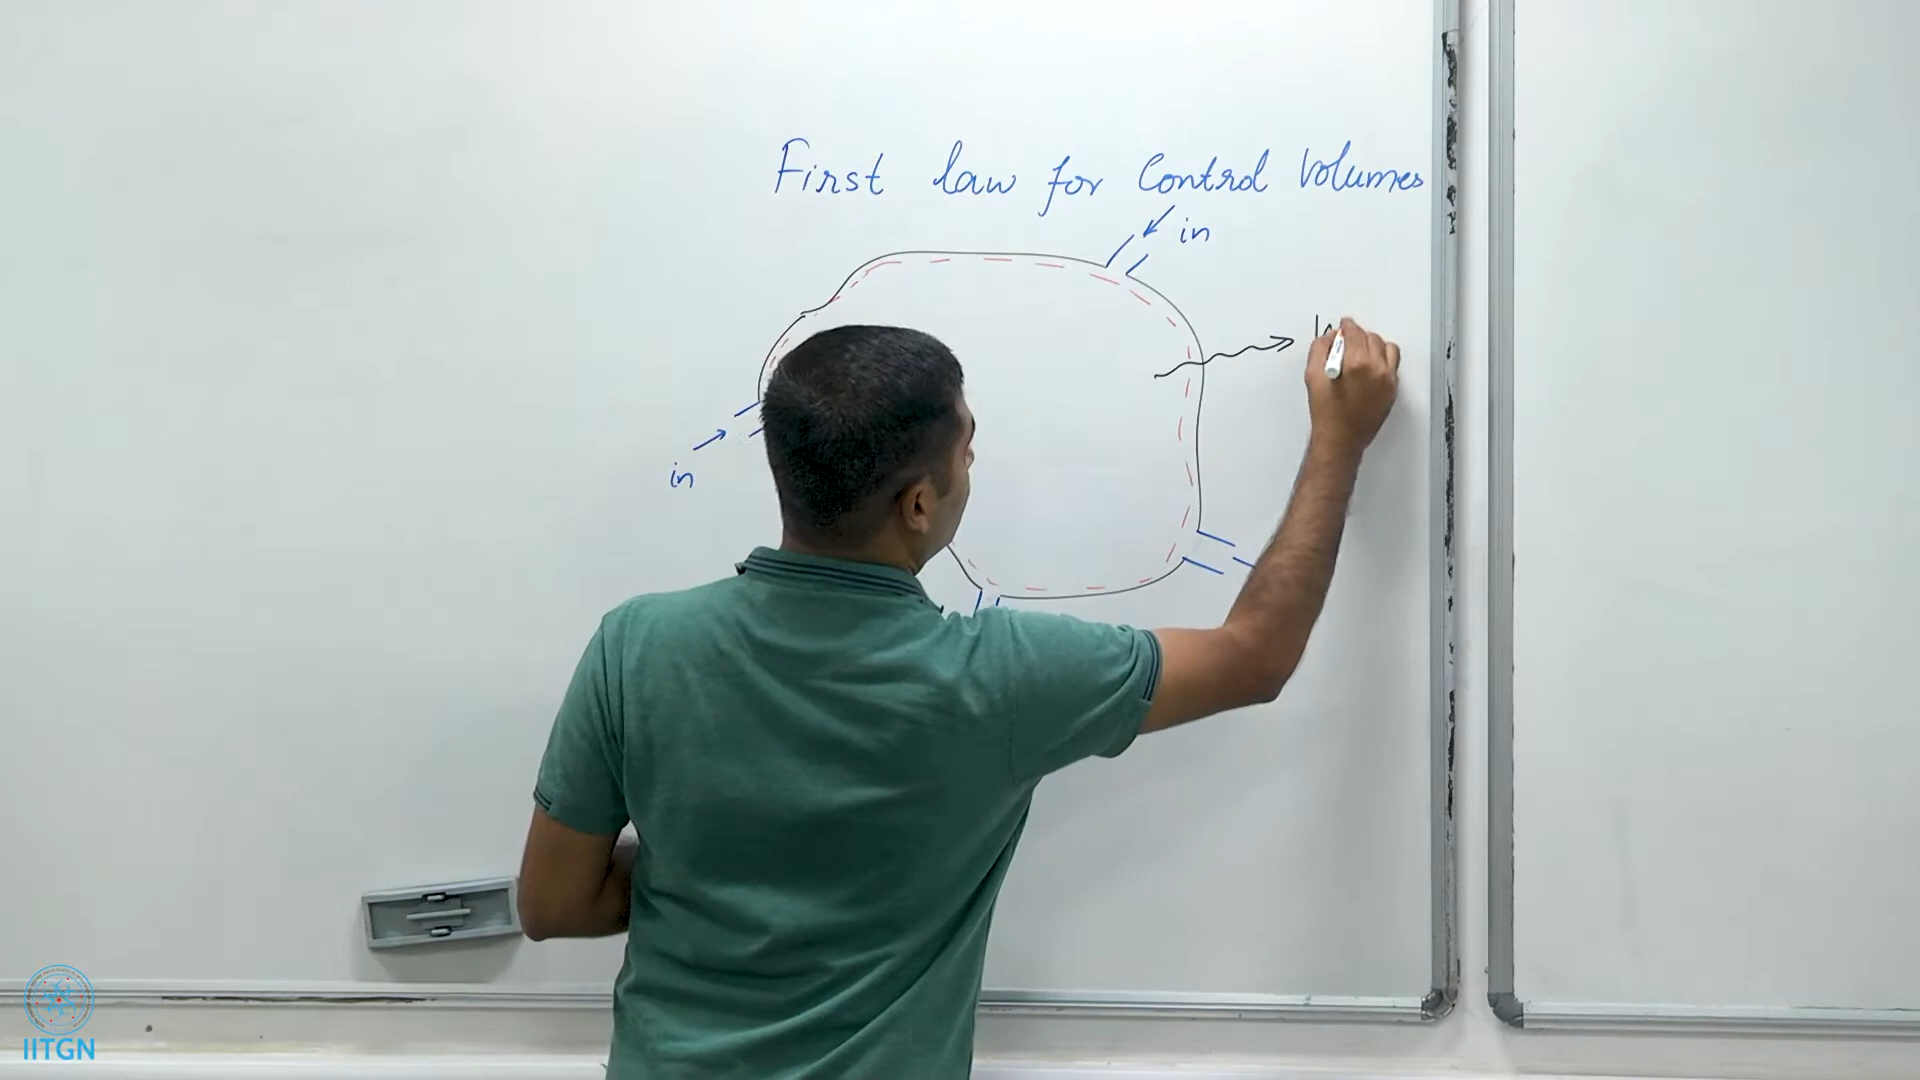 First law for Control Volumes
in
in
IITGN